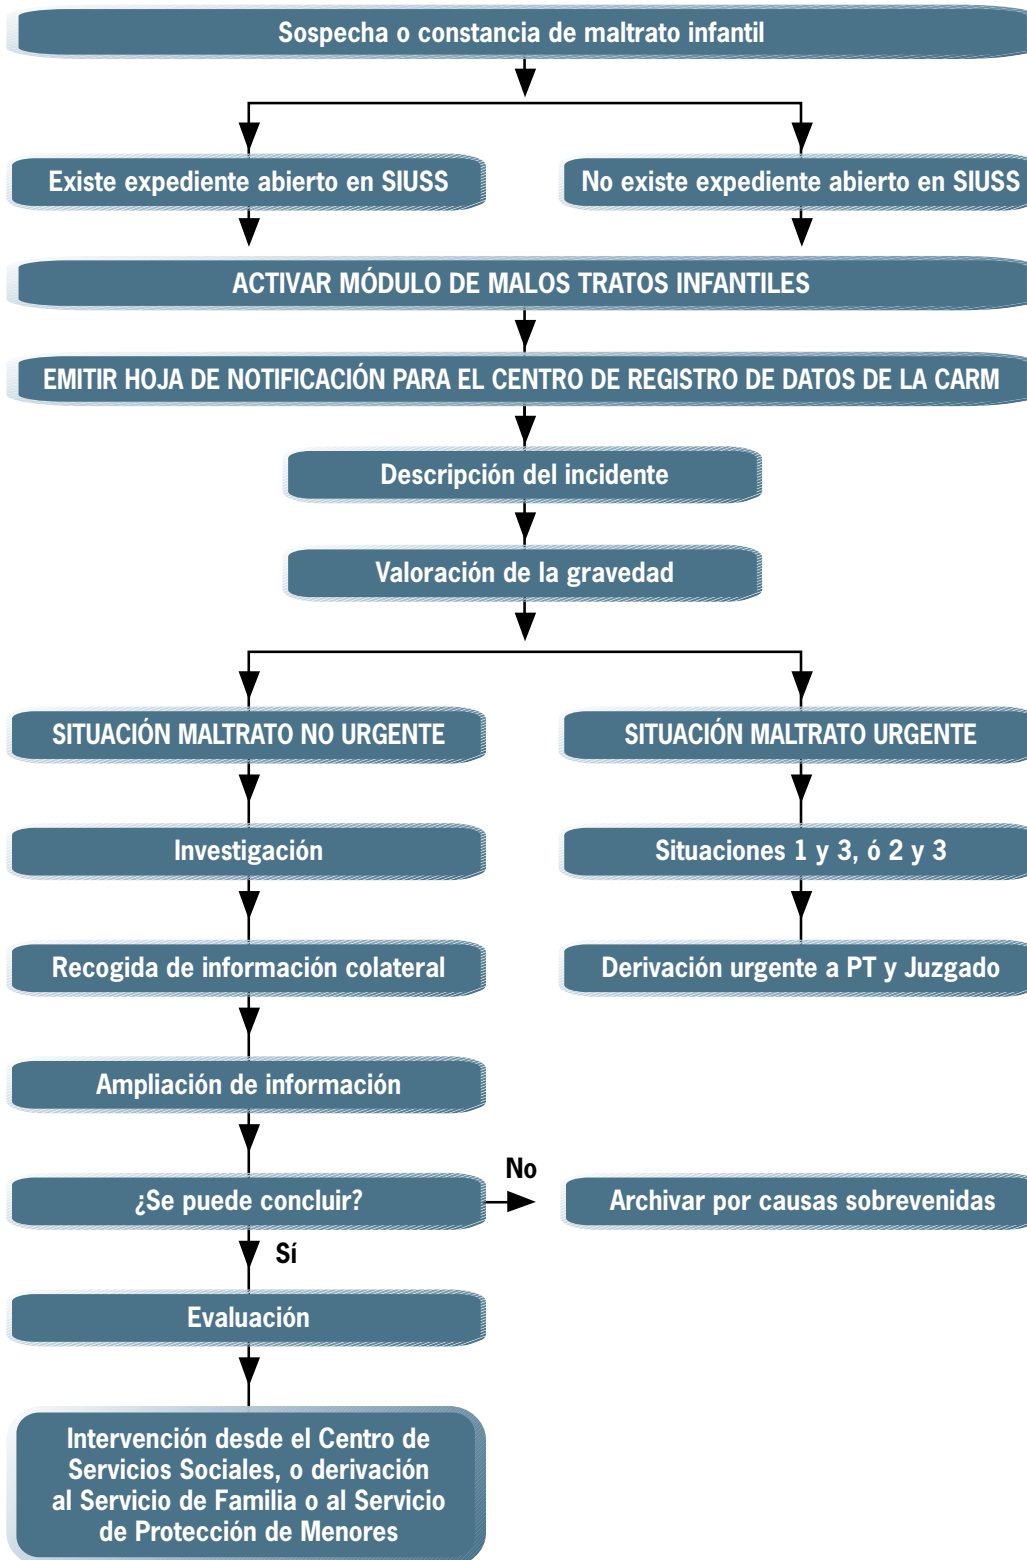 Sospecha o constancia de maltrato infantil
Existe expediente abierto en SIUSS
No existe expediente abierto en SIUSS
ACTIVAR MÓDULO DE MALOS TRATOS INFANTILES
EMITIR HOJA DE NOTIFICACIÓN PARA EL CENTRO DE REGISTRO DE DATOS DE LA CARM
Descripción del incidente
Valoración de la gravedad
SITUACIÓN MALTRATO NO URGENTE
SITUACIÓN MALTRATO URGENTE
Investigación
Situaciones 1 y 3, ó 2 y 3
Recogida de información colateral
Derivación urgente a PT y Juzgado
Ampliación de información
¿Se puede concluir?
No
Archivar por causas sobrevenidas
Sí
Evaluación
Intervención desde el Centro de
Servicios Sociales, o derivación
al Servicio de Familia o al Servicio
de Protección de Menores